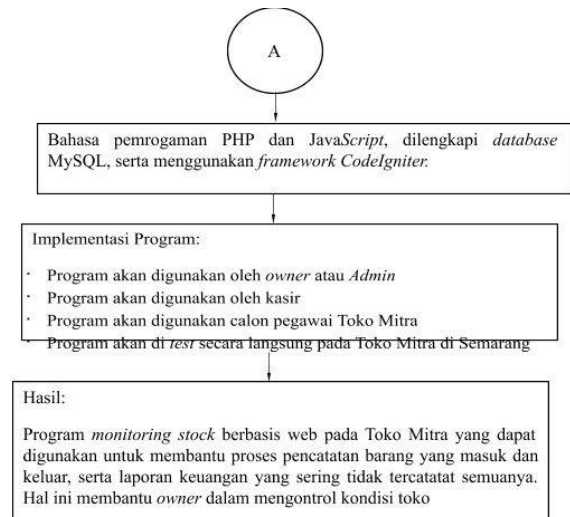 A
Bahasa pemrogaman PHP dan JavaScript, dilengkapi database
MySQL, serta menggunakan framework CodeIgniter.
Implementasi Program:
· Program akan digunakan oleh owner atau Admin
· Program akan digunakan oleh kasir
· Program akan digunakan calon pegawai Toko Mitra
· Program akan di test secara langsung pada Toko Mitra di Semarang
Hasil:
Program monitoring stock berbasis web pada Toko Mitra yang dapat
digunakan untuk membantu proses pencatatan barang yang masuk dan
keluar, serta laporan keuangan yang sering tidak tercatatat semuanya.
Hal ini membantu owner dalam mengontrol kondisi toko